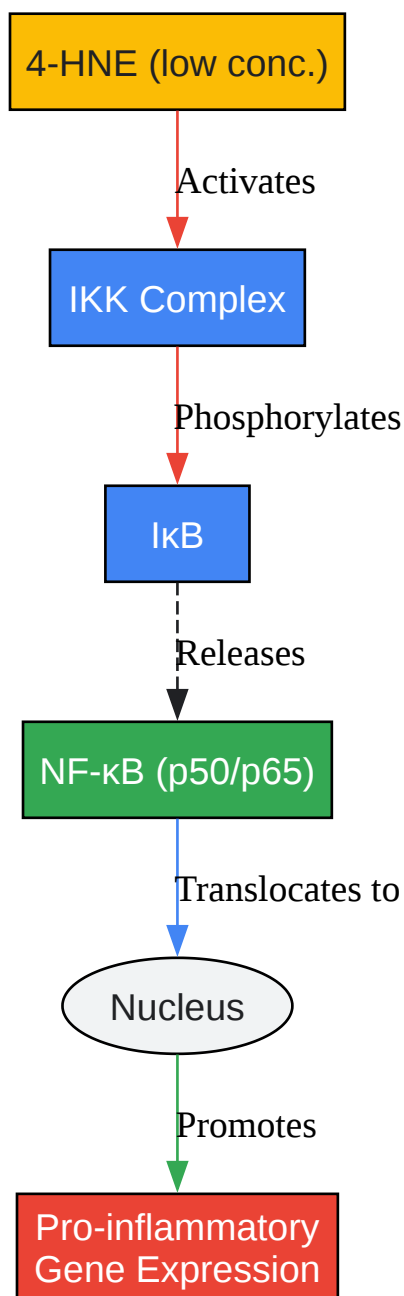 4-HNE (low conc.)
Activates
IKK Complex
Phosphorylates
IκB
Releases
NF-κB (p50/p65)
Translocates to
Nucleus
Promotes
Pro-inflammatory
Gene Expression